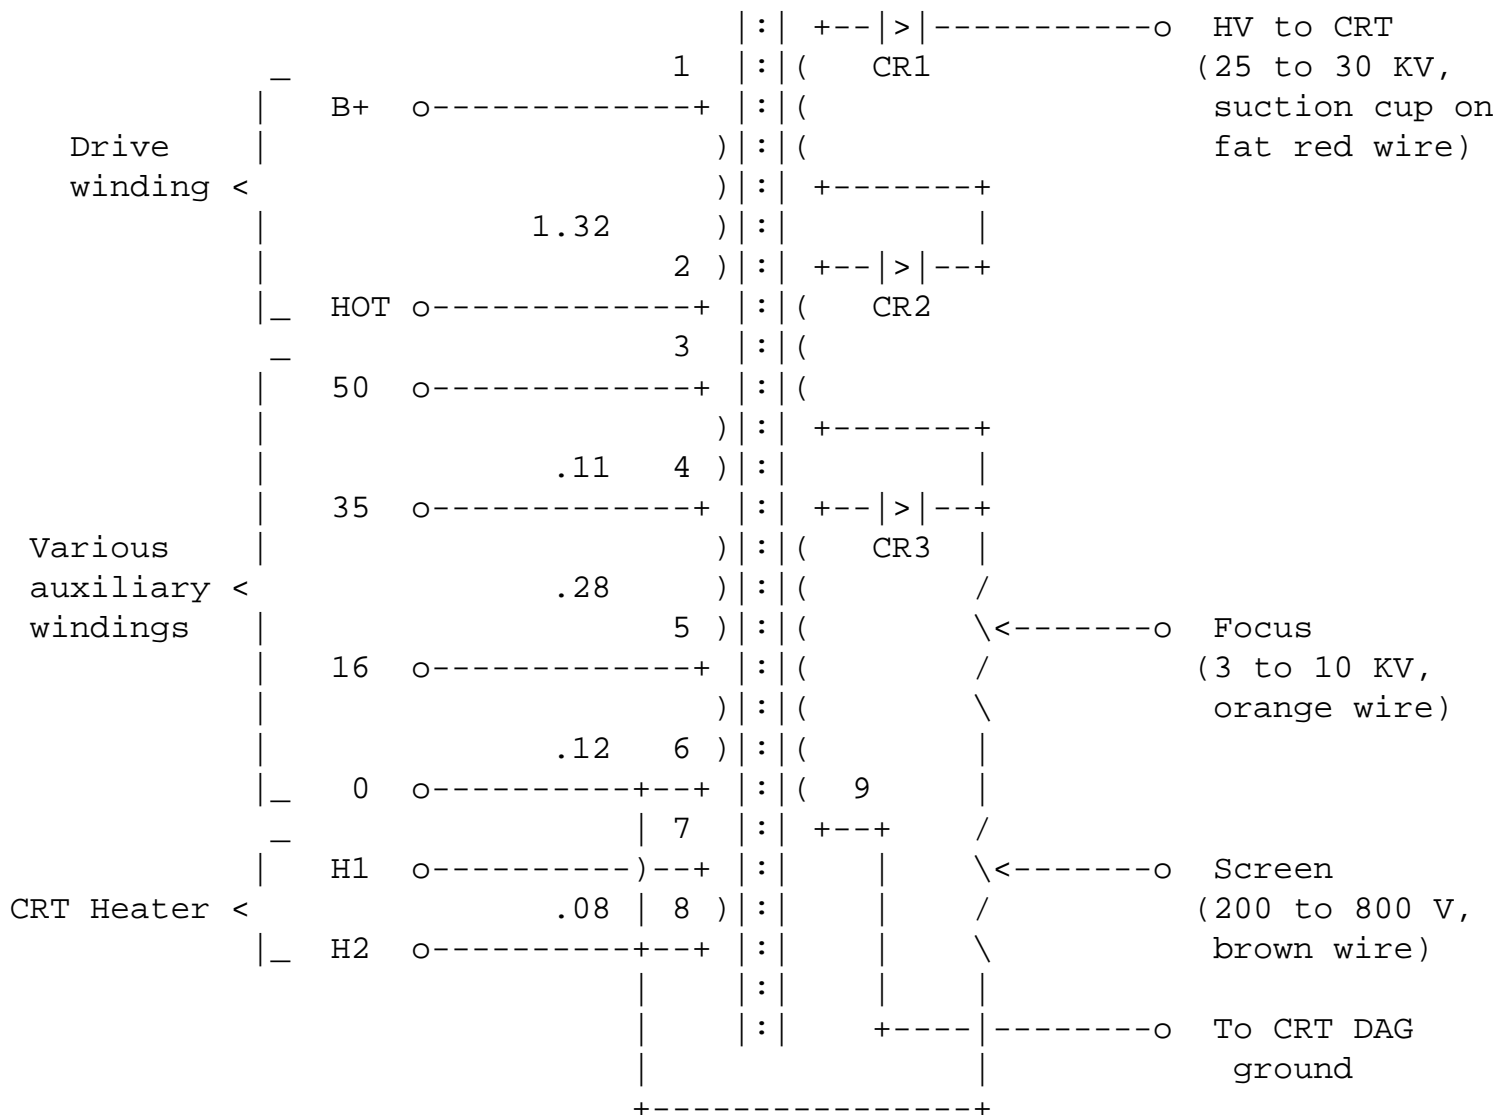 |:| +--|>|-----------o  HV to CRT
             _                   1   |:|(   CR1             (25 to 30 KV,
            |   B+  o-------------+  |:|(                    suction cup on
   Drive    |                       )|:|(                    fat red wire)
   winding <                        )|:| +-------+
            |             1.32      )|:|         |
            |                    2  )|:| +--|>|--+
            |_  HOT o-------------+  |:|(   CR2
             _                   3   |:|(
            |   50  o-------------+  |:|(
            |                       )|:| +-------+
            |              .11   4  )|:|         |
            |   35  o-------------+  |:| +--|>|--+
 Various    |                       )|:|(   CR3  |
 auxiliary <               .28      )|:|(        /
 windings   |                    5  )|:|(        \<-------o  Focus
            |   16  o-------------+  |:|(        /          (3 to 10 KV,
            |                       )|:|(        \           orange wire)
            |              .12   6  )|:|(        |
            |_   0  o----------+--+  |:|(  9     |
             _                 | 7   |:| +--+    /
            |   H1  o----------)--+  |:|    |    \<-------o  Screen
CRT Heater <               .08 | 8  )|:|    |    /          (200 to 800 V,
            |_  H2  o----------+--+  |:|    |    \           brown wire)
                               |     |:|    |    |
                               |     |:|    +----|--------o  To CRT DAG
                               |                 |            ground
                               +-----------------+